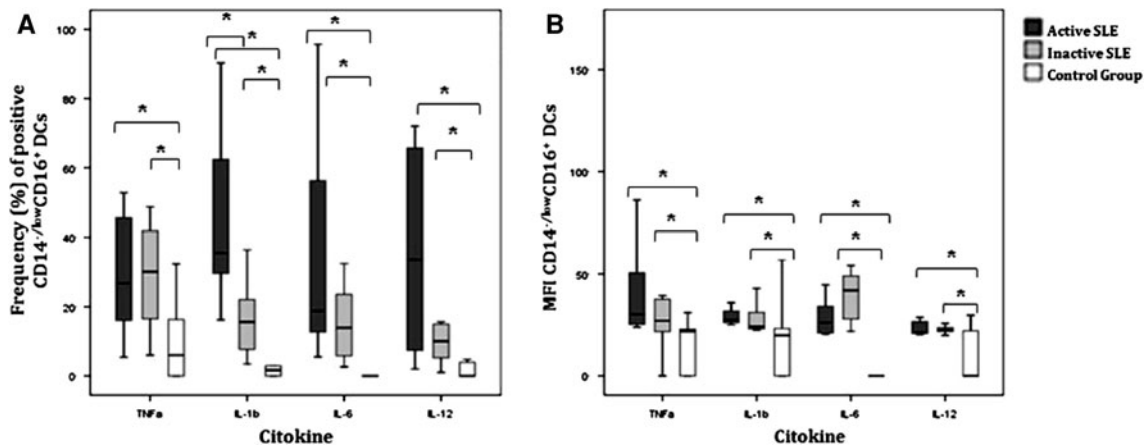 A
Frequency (%) of positive
CD14-/lowCD16+ DCs
100
80
60
40
20
0
* * * * * * * * *
TNFa IL-1b IL-6 IL-12
Citokine
B
MFI CD14-/lowCD16+ DCs
150
100
50
0
* * * * * * * *
TNFa IL-1b IL-6 IL-12
Citokine
Active SLE
Inactive SLE
Control Group